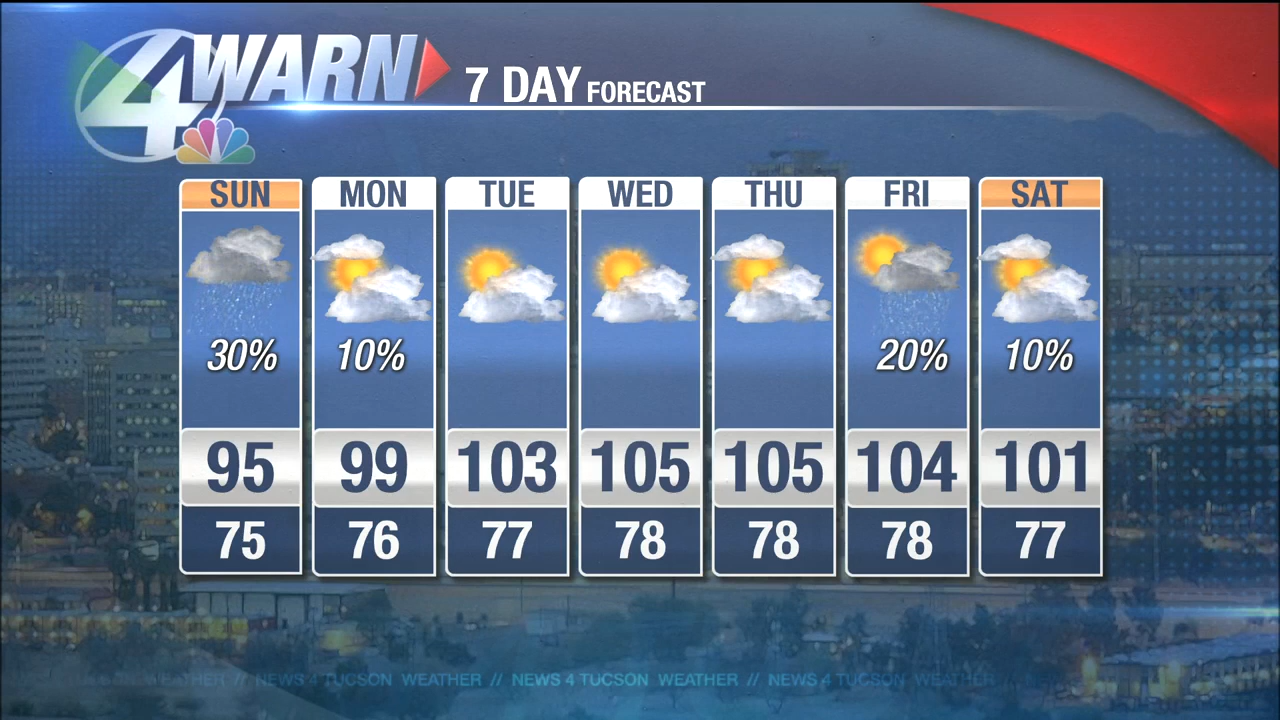 4WARN
7 DAY FORECAST
SUN MON TUE WED THU FRI SAT
30% 10% 20% 10%
95 99 103 105 105 104 101
75 76 77 78 78 78 77
WEATHER // NEWS 4 TUCSON WEATHER // NEWS 4 TUCSON WEATHER // NEWS 4 TUCSON WEATHER //